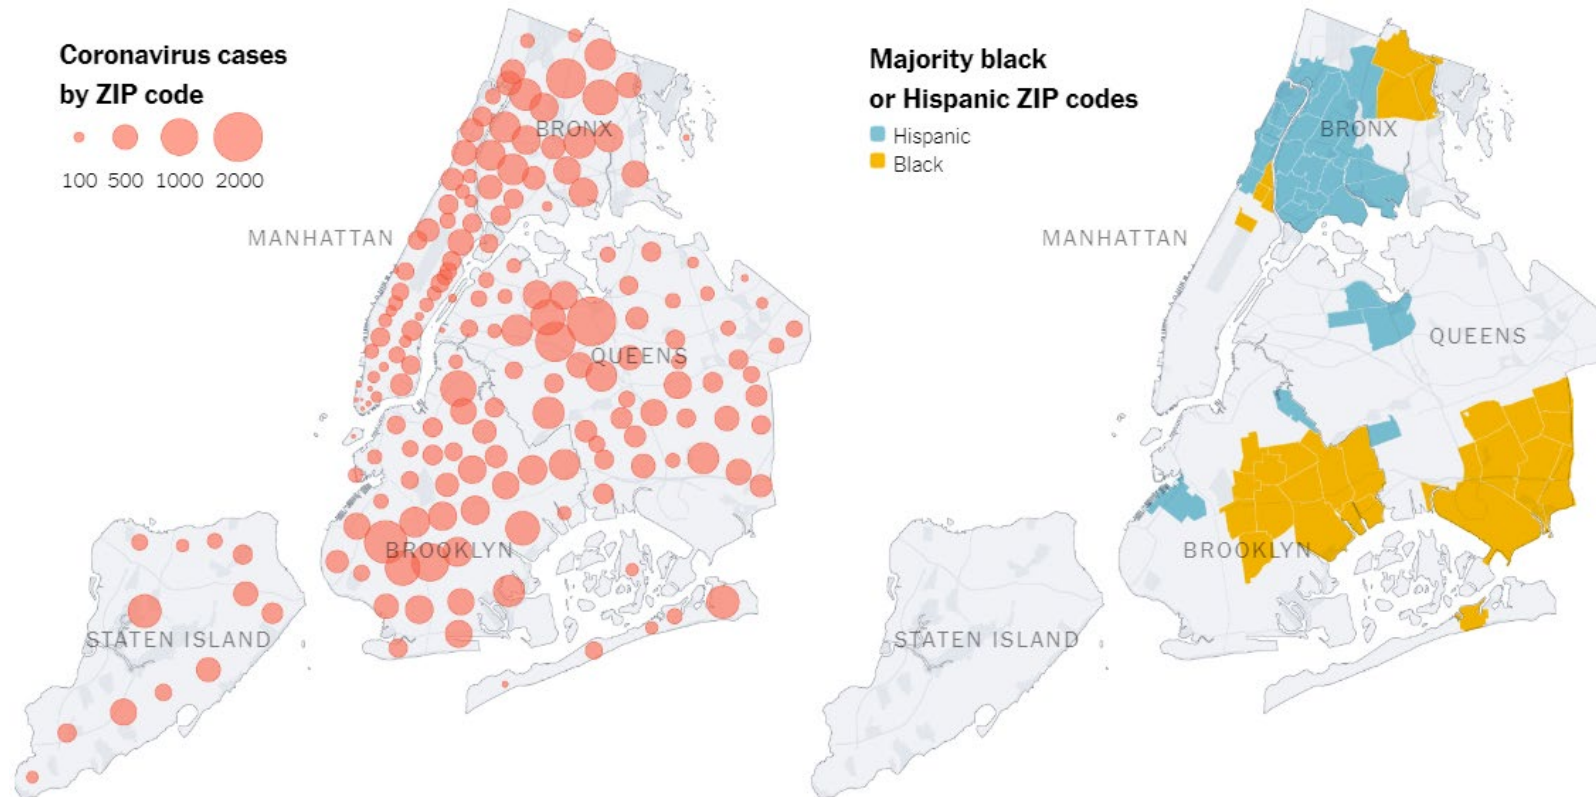 Coronavirus cases
by ZIP code
100 500 1000 2000
BRONX
MANHATTAN
QUEENS
BROOKLYN
STATEN ISLAND
Majority black
or Hispanic ZIP codes
Hispanic
Black
BRONX
MANHATTAN
QUEENS
BROOKLYN
STATEN ISLAND